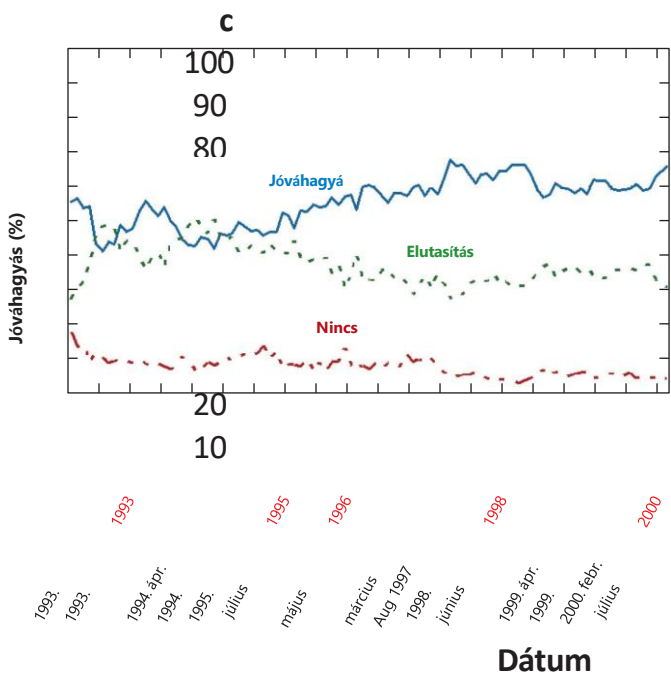 c
100
90
80
Jóváhagyá
Elutasítás
Nincs
Jóváhagyás (%)
20
10
1993
1995
1996
1998
2000
1993.
1993.
1994. ápr.
1994.
1995.
július
május
március
Aug 1997
1998.
június
1999. ápr.
1999.
2000. febr.
július
Dátum